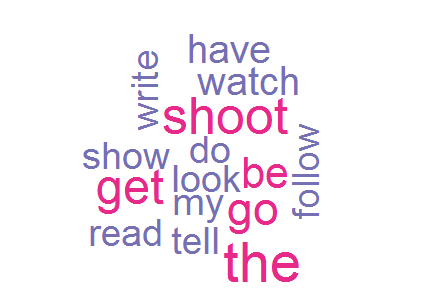 have
write
watch
shoot
do
show
look
be
follow
get
my
go
read
tell
the